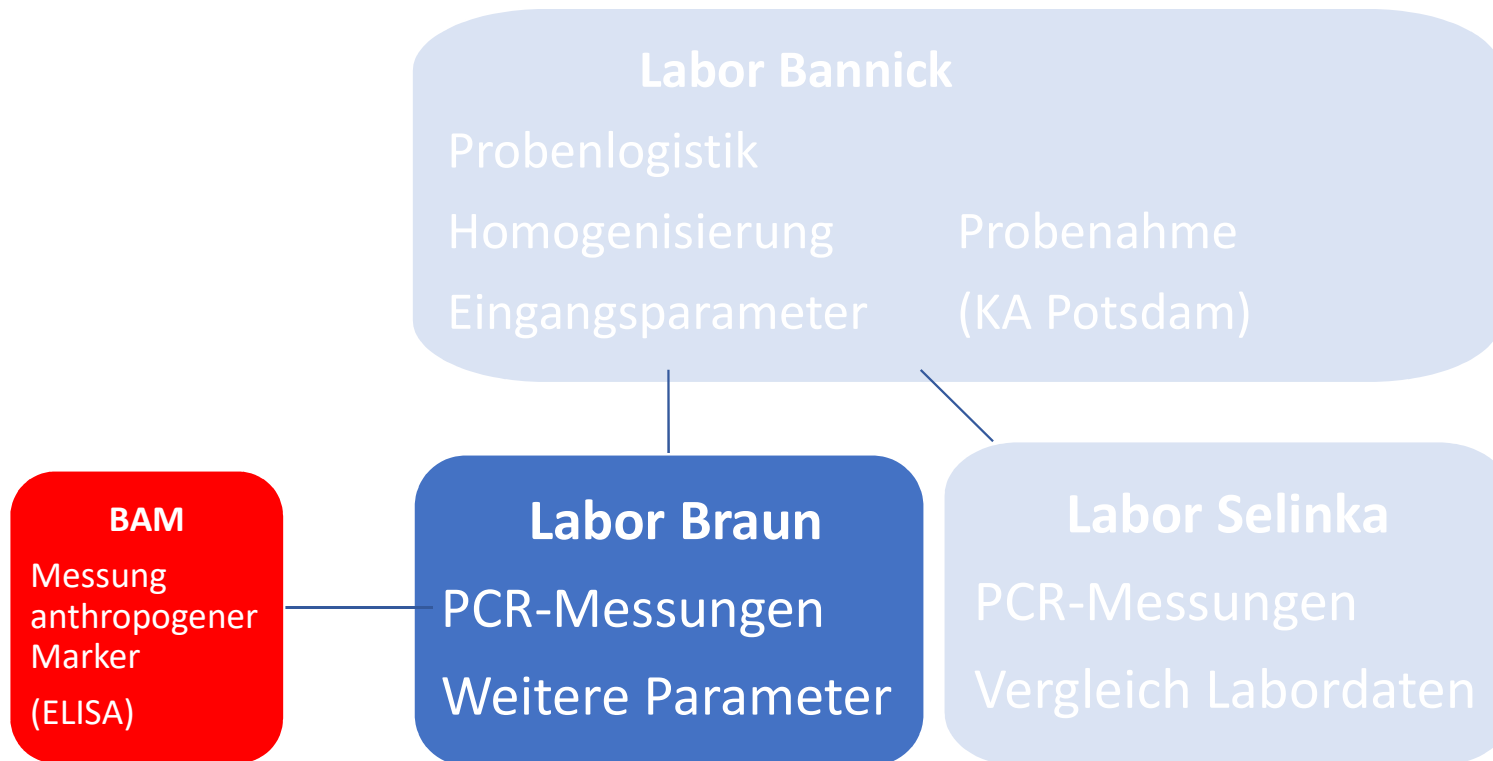 Labor Bannick
Probenlogistik
Homogenisierung
Eingangsparameter
Probenahme
(KA Potsdam)
BAM
Messung
anthropogener
Marker
(ELISA)
Labor Braun
PCR-Messungen
Weitere Parameter
Labor Selinka
PCR-Messungen
Vergleich Labordaten